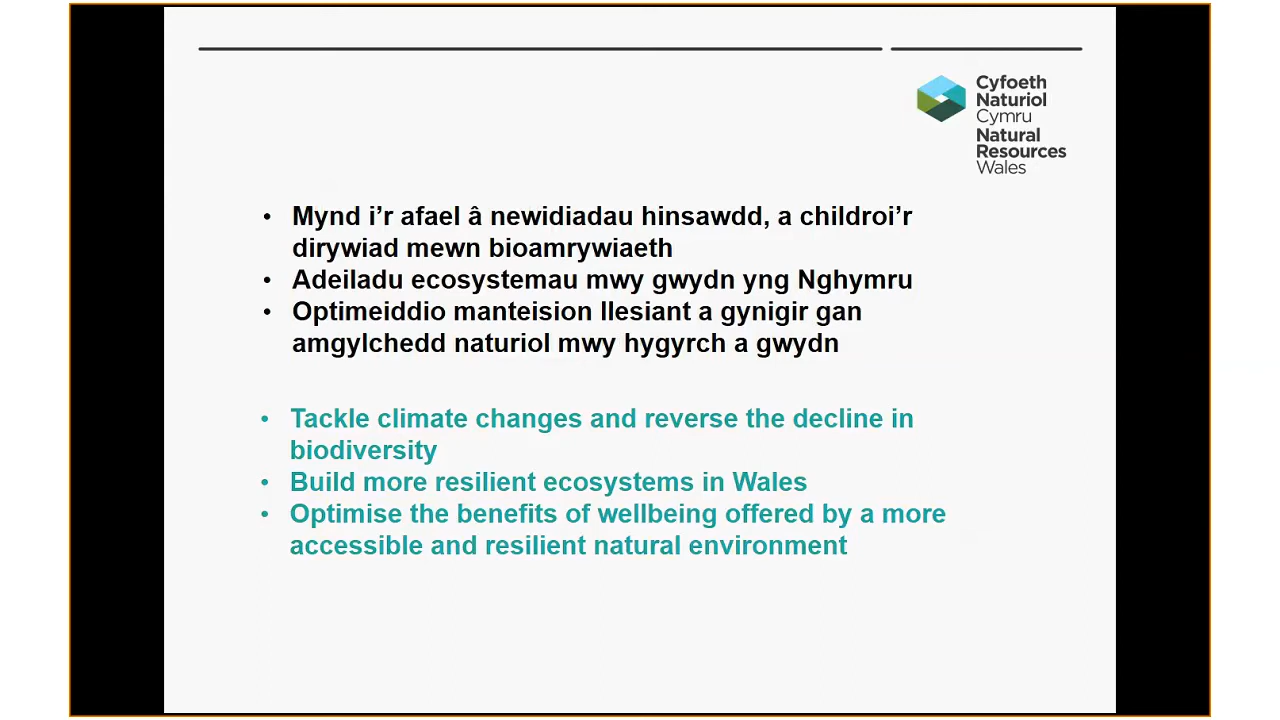 Cyfoeth
Naturiol
Cymru
Natural
Resources
Wales
• Mynd i’r afael â newidiadau hinsawdd, a childroi’r
dirywiad mewn bioamrywiaeth
• Adeiladu ecosystemau mwy gwydn yng Nghymru
• Optimeiddio manteision llesiant a gynigir gan
amgylchedd naturiol mwy hygyrch a gwydn
• Tackle climate changes and reverse the decline in
biodiversity
• Build more resilient ecosystems in Wales
• Optimise the benefits of wellbeing offered by a more
accessible and resilient natural environment